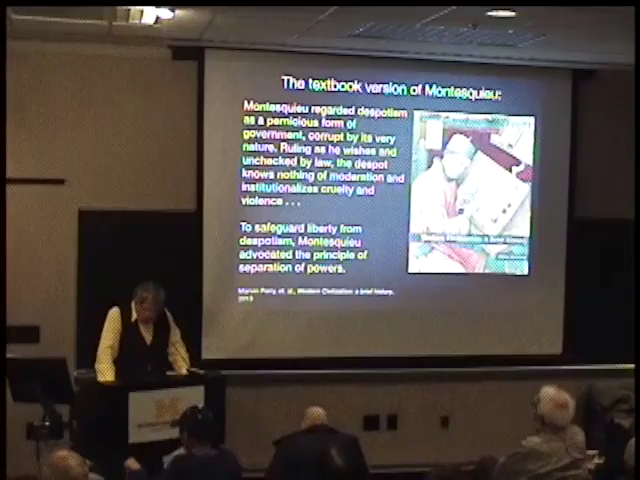 The textbook version of Montesquieu:
Montesquieu regarded despotism
as a pernicious form of
government, corrupt by its very
nature. Ruling as he wishes and
unchecked by law, the despot
knows nothing of moderation and
institutionalizes cruelty and
violence . . .
To safeguard liberty from
despotism, Montesquieu
advocated the principle of
separation of powers.
Marvin Perry, et. al., Western Civilization: a brief history,
2013